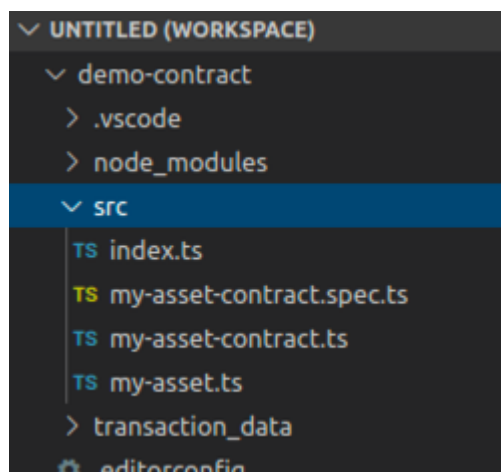 UNTITLED (WORKSPACE)
demo-contract
.vscode
node_modules
src
TS index.ts
TS my-asset-contract.spec.ts
TS my-asset-contract.ts
TS my-asset.ts
transaction_data
.editorconfig